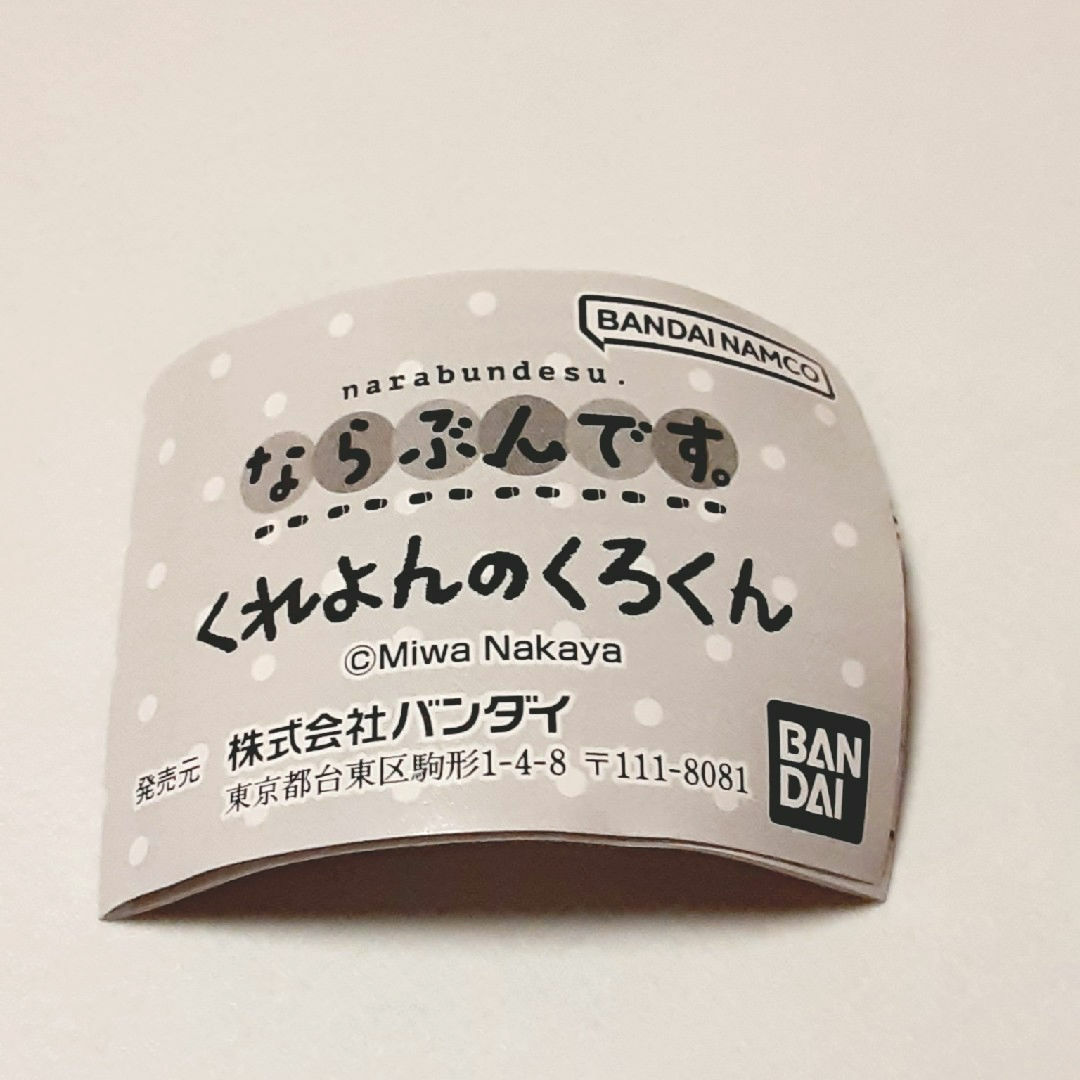 BANDAI NAMCO
narabundesu.
ならぶんです。
くれよんのくろくん
©Miwa Nakaya
発売元 株式会社バンダイ
東京都台東区駒形1-4-8 〒111-8081
BAN
DAI